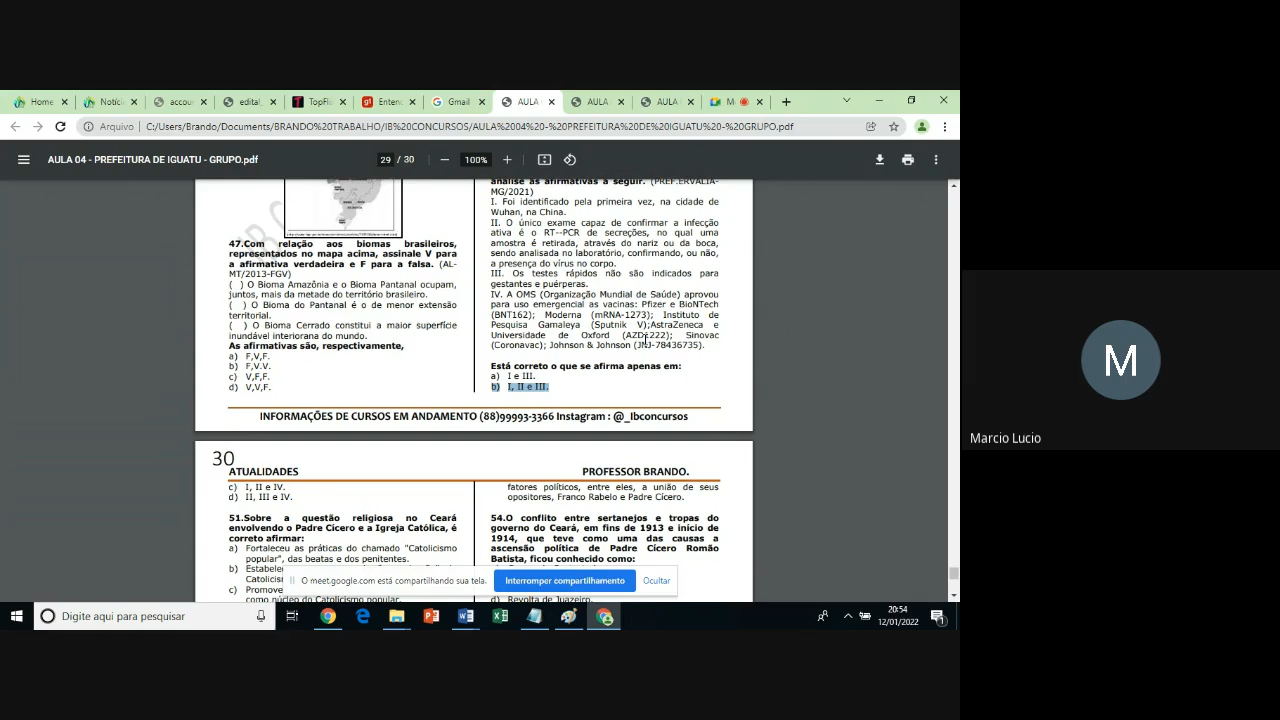 Home
Notíci
accou
edital_
TopFl
Entend
Gmail
AULA
AULA
AULA
M
Arquivo
C:/Users/Brando/Documents/BRANDO%20TRABALHO/IB%20CONCURSOS/AULA%2004%20-%20PREFEITURA%20DE%20IGUATU%20-%20GRUPO.pdf
AULA 04 - PREFEITURA DE IGUATU - GRUPO.pdf
29 / 30
100%
47.Com relação aos biomas brasileiros,
representados no mapa acima, assinale V para
a afirmativa verdadeira e F para a falsa. (AL-
MT/2013-FGV)
( ) O Bioma Amazônia e o Bioma Pantanal ocupam,
juntos, mais da metade do território brasileiro.
( ) O Bioma do Pantanal é o de menor extensão
territorial.
( ) O Bioma Cerrado constitui a maior superfície
inundável interiorana do mundo.
As afirmativas são, respectivamente,
a) F,V,F.
b) F,V.V.
c) V,F,F.
d) V,V,F.
analise as afirmativas a seguir. (PREF.ERVALIA-
MG/2021)
I. Foi identificado pela primeira vez, na cidade de
Wuhan, na China.
II. O único exame capaz de confirmar a infecção
ativa é o RT--PCR de secreções, no qual uma
amostra é retirada, através do nariz ou da boca,
sendo analisada no laboratório, confirmando, ou não,
a presença do vírus no corpo.
III. Os testes rápidos não são indicados para
gestantes e puérperas.
IV. A OMS (Organização Mundial de Saúde) aprovou
para uso emergencial as vacinas: Pfizer e BioNTech
(BNT162); Moderna (mRNA-1273); Instituto de
Pesquisa Gamaleya (Sputnik V);AstraZeneca e
Universidade de Oxford (AZD1222); Sinovac
(Coronavac); Johnson & Johnson (JNJ-78436735).
Está correto o que se afirma apenas em:
a) I e III.
b) I, II e III.
INFORMAÇÕES DE CURSOS EM ANDAMENTO (88)99993-3366 Instagram : @_Ibconcursos
30
ATUALIDADES
PROFESSOR BRANDO.
c) I, II e IV.
d) II, III e IV.
51.Sobre a questão religiosa no Ceará
envolvendo o Padre Cícero e a Igreja Católica, é
correto afirmar:
a) Fortaleceu as práticas do chamado "Catolicismo
popular", das beatas e dos penitentes.
b) Estabele
Catolicis
c) Promove
como núcleo do Catolicismo popular.
fatores políticos, entre eles, a união de seus
opositores, Franco Rabelo e Padre Cícero.
54.O conflito entre sertanejos e tropas do
governo do Ceará, em fins de 1913 e início de
1914, que teve como uma das causas a
ascensão política de Padre Cícero Romão
Batista, ficou conhecido como:
d) Revolta de Juazeiro.
O meet.google.com está compartilhando sua tela.
Interromper compartilhamento
Ocultar
Digite aqui para pesquisar
20:54
12/01/2022
M
Marcio Lucio